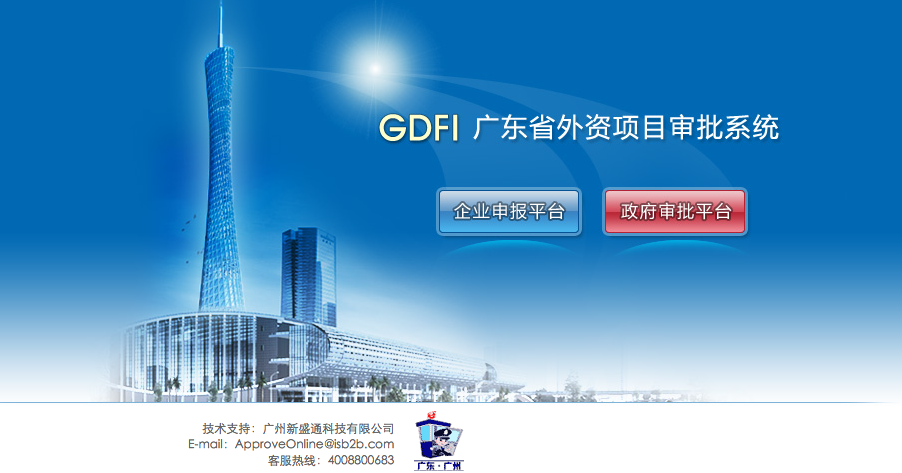 GDFI 广东省外资项目审批系统
企业申报平台 政府审批平台
技术支持：广州新盛通科技有限公司
E-mail：ApproveOnline@isb2b.com
客服热线：4008800683
广东·广州